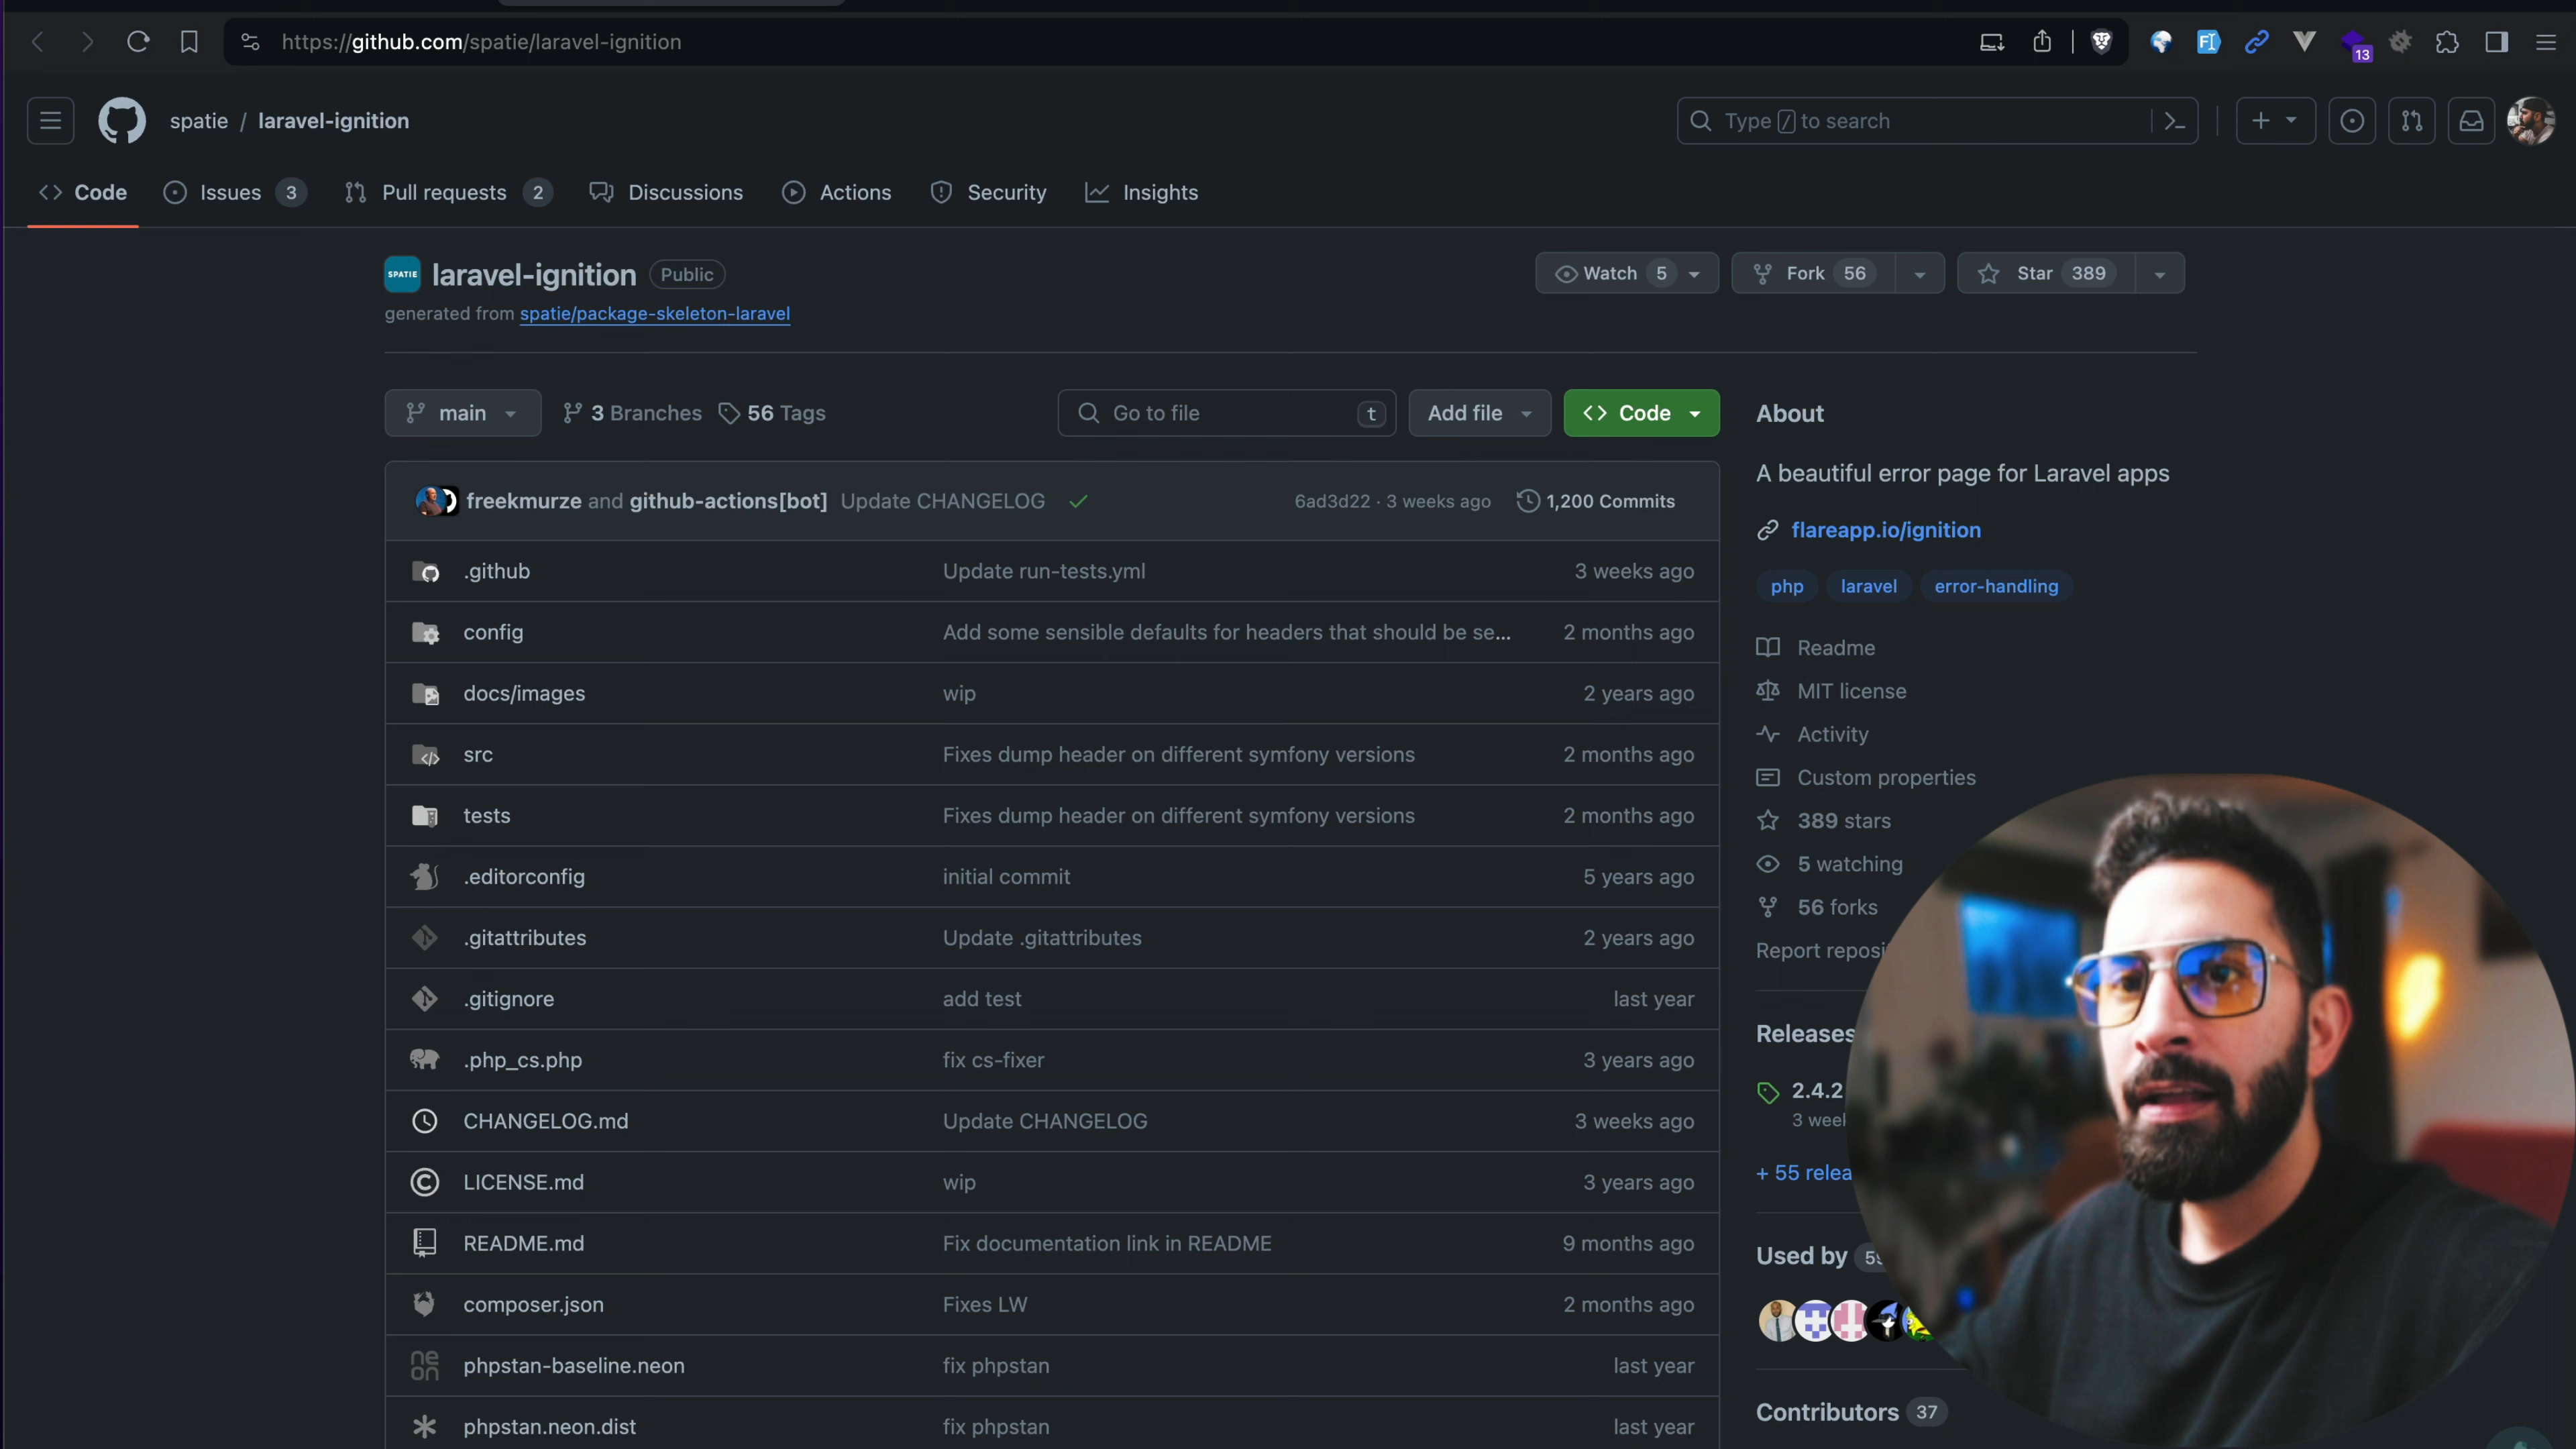 https://github.com/spatie/laravel-ignition
13
spatie / laravel-ignition
Type / to search
Code
Issues 3
Pull requests 2
Discussions
Actions
Security
Insights
SPATIE
laravel-ignition Public
Watch 5
Fork 56
Star 389
generated from spatie/package-skeleton-laravel
main
3 Branches
56 Tags
Go to file t
Add file
Code
freekmurze and github-actions[bot] Update CHANGELOG
6ad3d22 · 3 weeks ago
1,200 Commits
.github Update run-tests.yml 3 weeks ago
config Add some sensible defaults for headers that should be se... 2 months ago
docs/images wip 2 years ago
src Fixes dump header on different symfony versions 2 months ago
tests Fixes dump header on different symfony versions 2 months ago
.editorconfig initial commit 5 years ago
.gitattributes Update .gitattributes 2 years ago
.gitignore add test last year
.php_cs.php fix cs-fixer 3 years ago
CHANGELOG.md Update CHANGELOG 3 weeks ago
LICENSE.md wip 3 years ago
README.md Fix documentation link in README 9 months ago
composer.json Fixes LW 2 months ago
neon phpstan-baseline.neon fix phpstan last year
phpstan.neon.dist fix phpstan last year
About
A beautiful error page for Laravel apps
flareapp.io/ignition
php laravel error-handling
Readme
MIT license
Activity
Custom properties
389 stars
5 watching
56 forks
Report
Releases
2.4.2
3
+ 55
Used by
Contributors 37